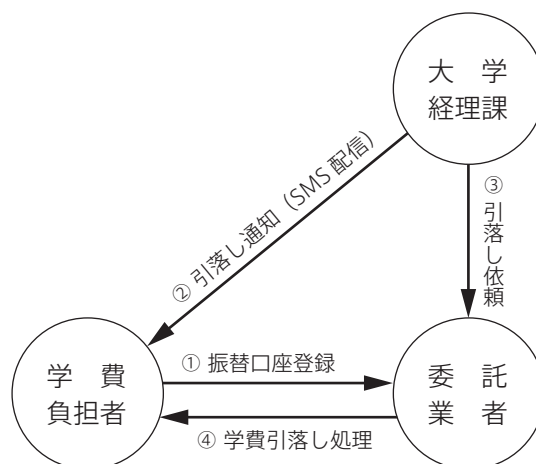 大　学
経理課
② 引落し通知（SMS 配信）
③ 引落し依頼
学　費
負担者
① 振替口座登録
委　託
業　者
④ 学費引落し処理